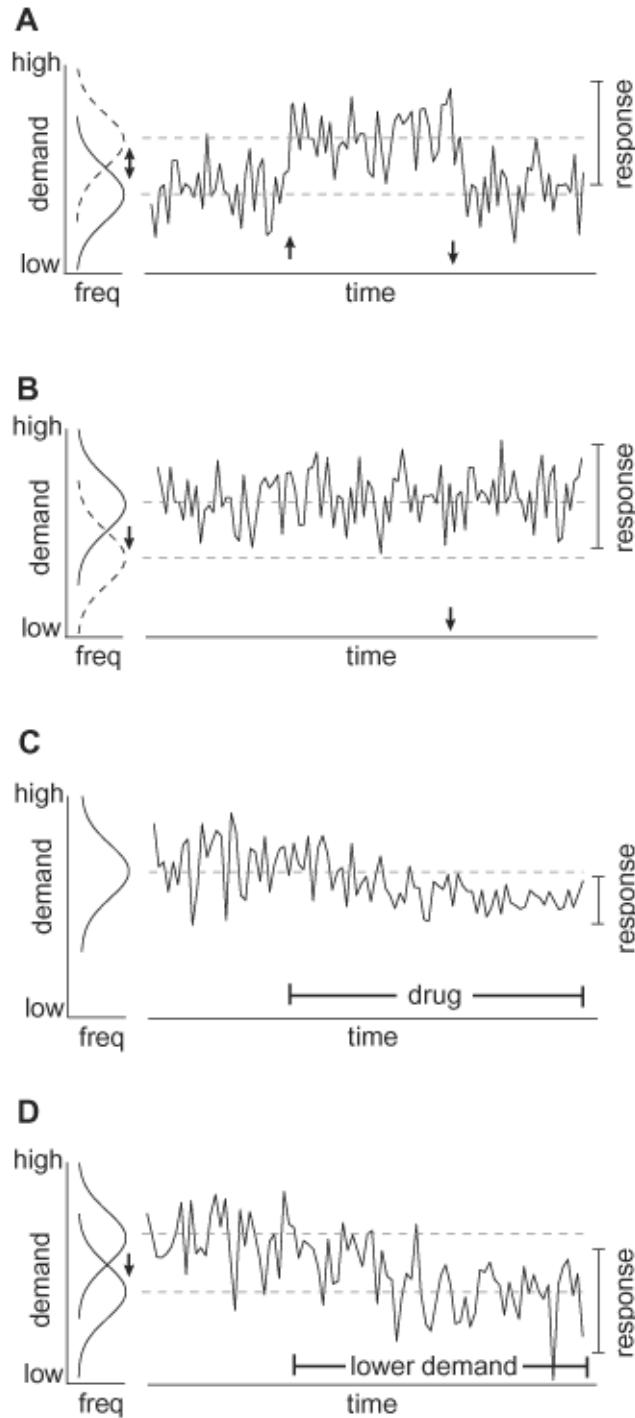 A
high
demand
low
freq
time
response
B
high
demand
low
freq
time
response
C
high
demand
low
freq
drug
time
response
D
high
demand
low
freq
lower demand
time
response